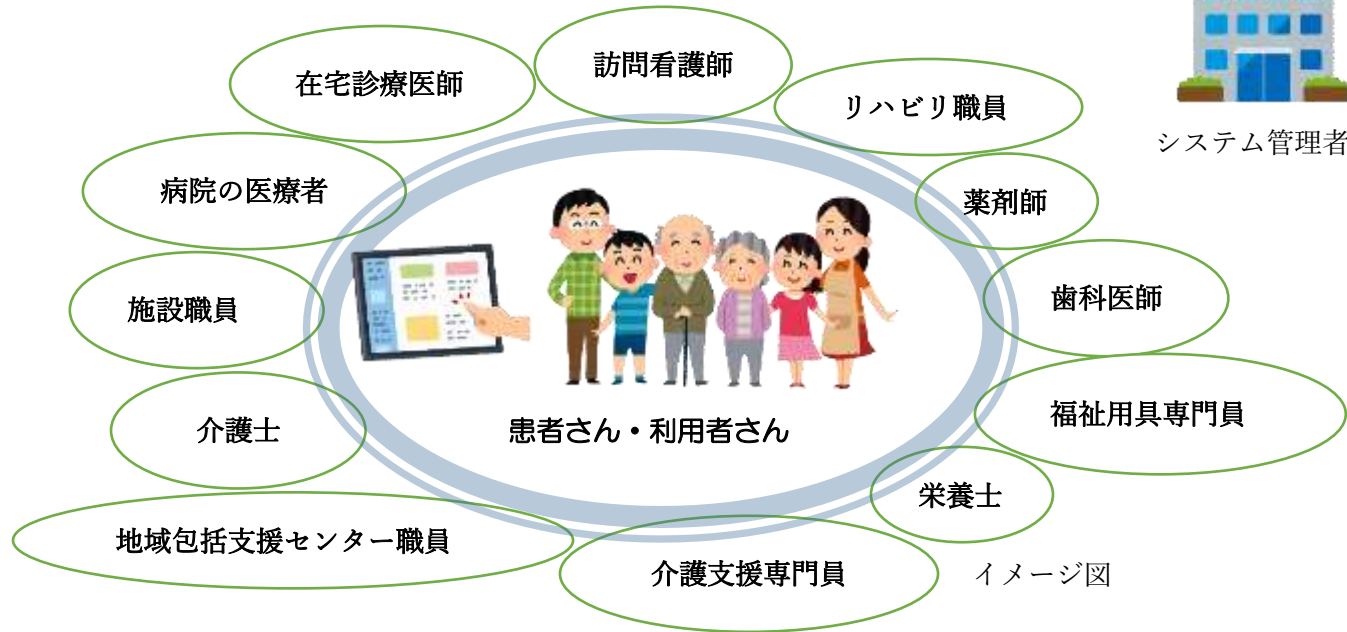 訪問看護師
在宅診療医師
リハビリ職員
システム管理者
病院の医療者
薬剤師
施設職員
歯科医師
介護士
患者さん・利用者さん
福祉用具専門員
栄養士
地域包括支援センター職員
介護支援専門員
イメージ図